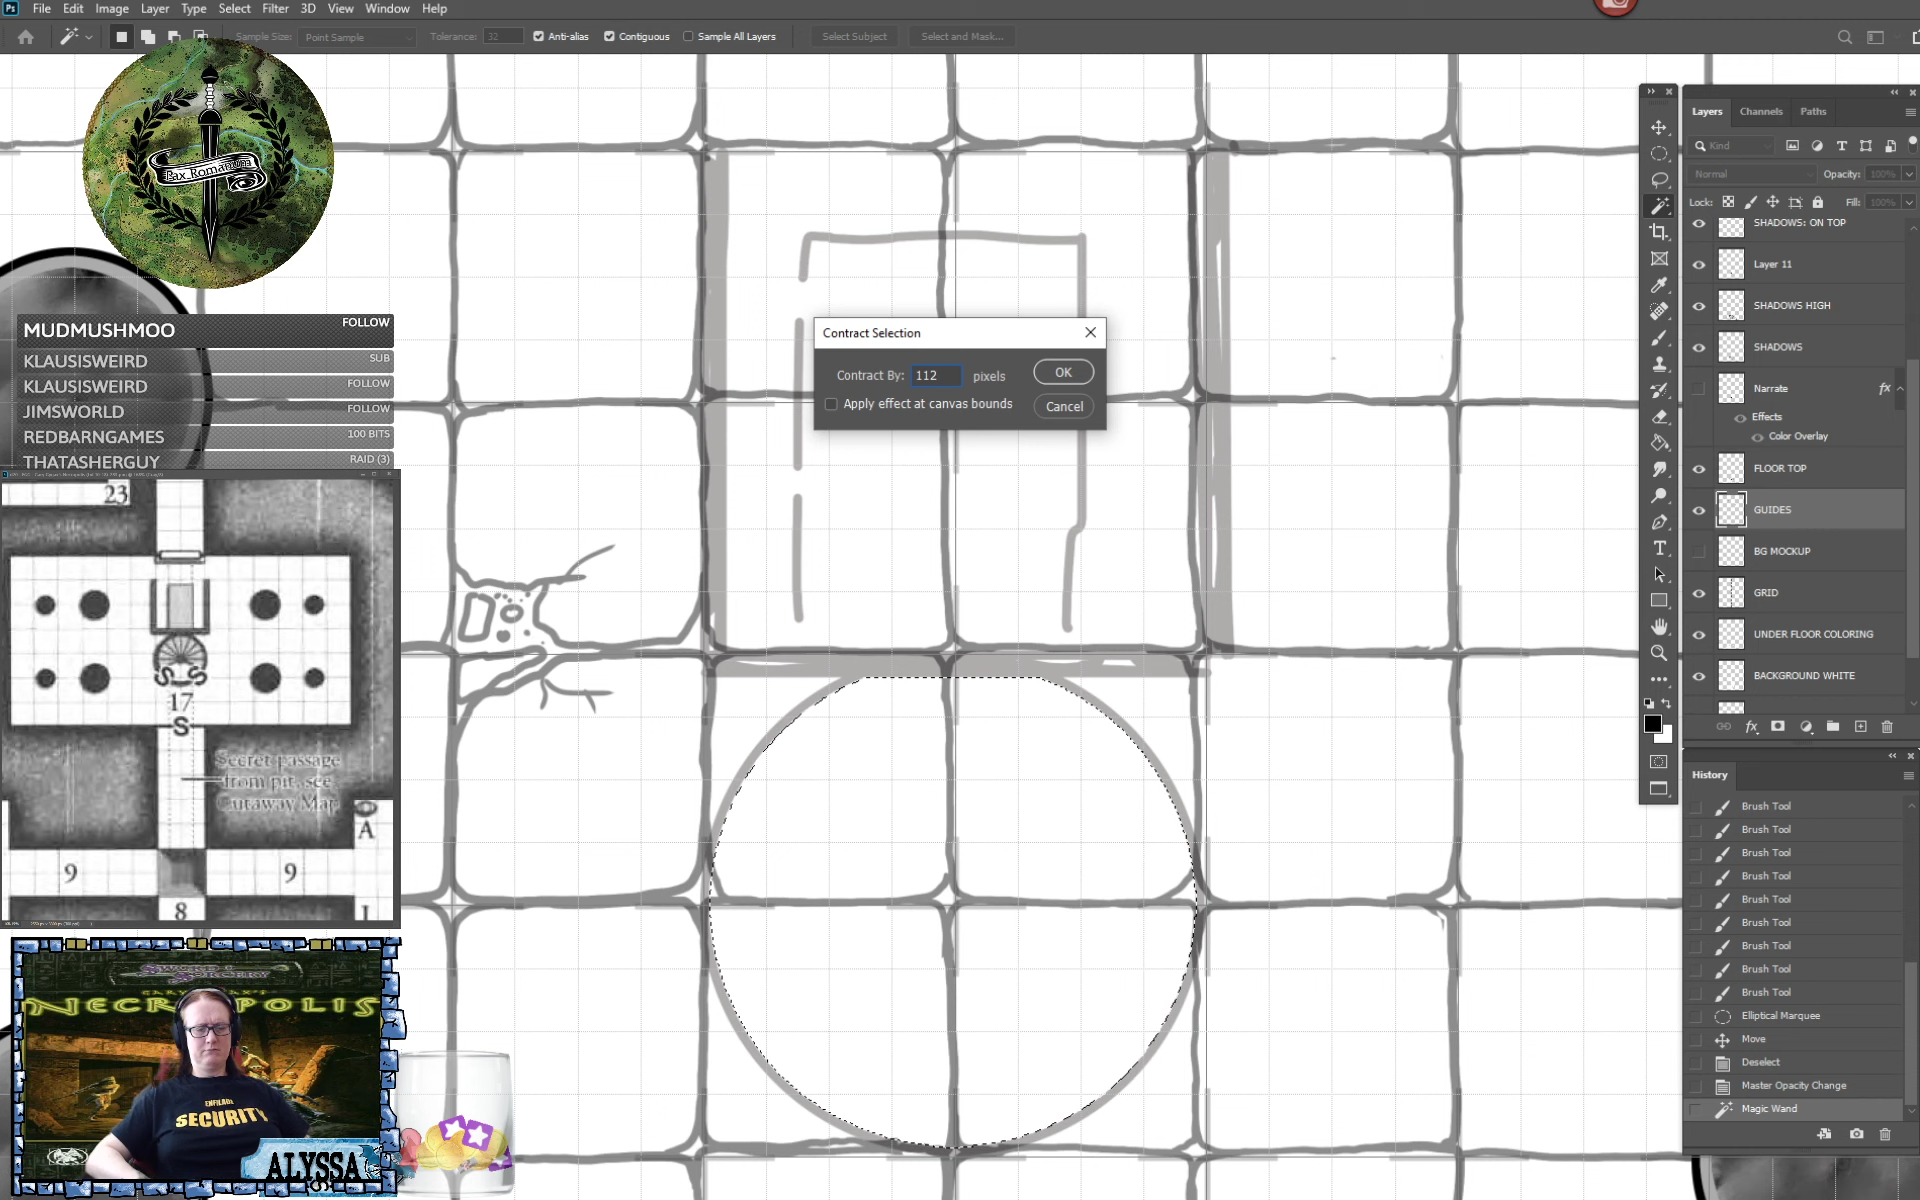 File Edit Image Layer Type Select Filter 3D View Window Help
Sample Size: Point Sample Tolerance: 32 Anti-alias Contiguous Sample All Layers Select Subject Select and Mask...
Pax_Romana
MUDMUSHMOO FOLLOW
KLAUSISWEIRD SUB
KLAUSISWEIRD FOLLOW
JIMSWORLD FOLLOW
REDBARNGAMES 100 BITS
THATASHERGUY RAID (3)
23
17
S
Secret passage
from pit, see
Cutaway Map
A
9
9
8
Contract Selection
Contract By: 112 pixels
OK
Apply effect at canvas bounds
Cancel
SWORD & SORCERY
NECROPOLIS
ENFILADE
SECURITY
ALYSSA
Layers Channels Paths
Kind
Normal Opacity: 100%
Lock: Fill: 100%
SHADOWS: ON TOP
Layer 11
SHADOWS HIGH
SHADOWS
Narrate fx
Effects
Color Overlay
FLOOR TOP
GUIDES
BG MOCKUP
GRID
UNDER FLOOR COLORING
BACKGROUND WHITE
History
Brush Tool
Brush Tool
Brush Tool
Brush Tool
Brush Tool
Brush Tool
Brush Tool
Brush Tool
Brush Tool
Elliptical Marquee
Move
Deselect
Master Opacity Change
Magic Wand